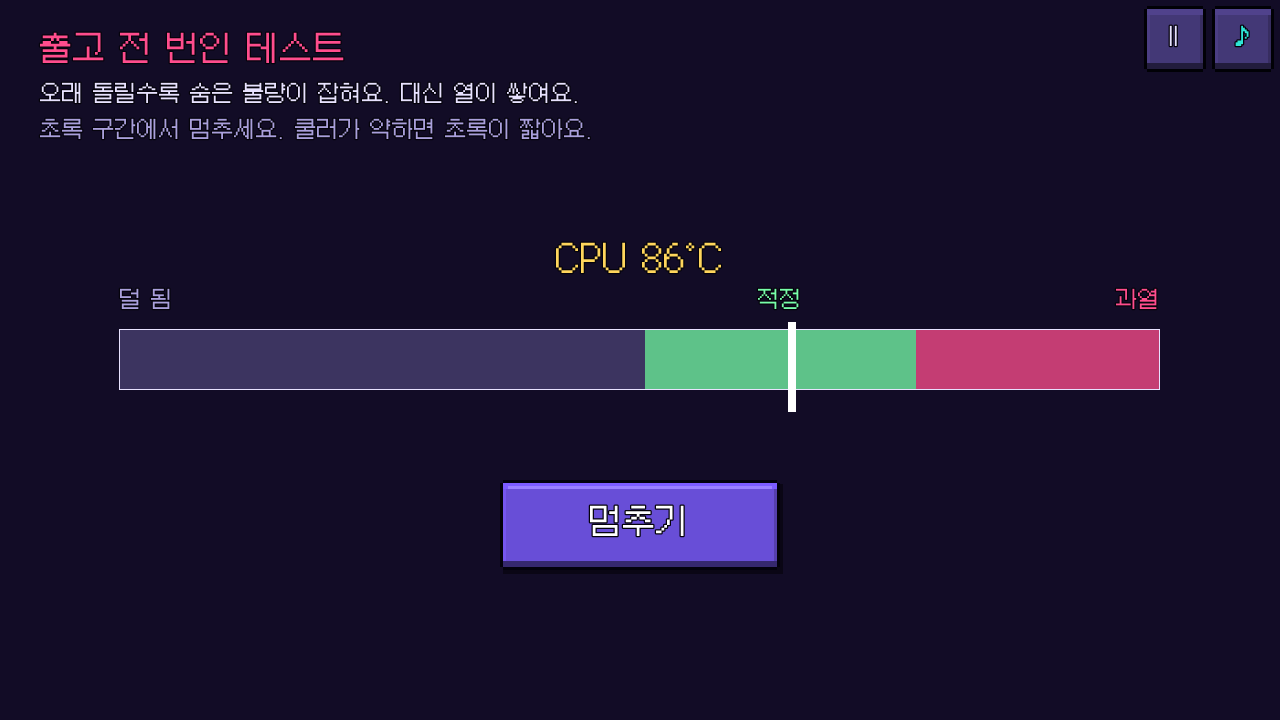 출고 전 번인 테스트
오래 돌릴수록 숨은 불량이 잡혀요. 대신 열이 쌓여요.
초록 구간에서 멈추세요. 쿨러가 약하면 초록이 짧아요.
CPU 86°C
덜 됨 적정 과열
멈추기